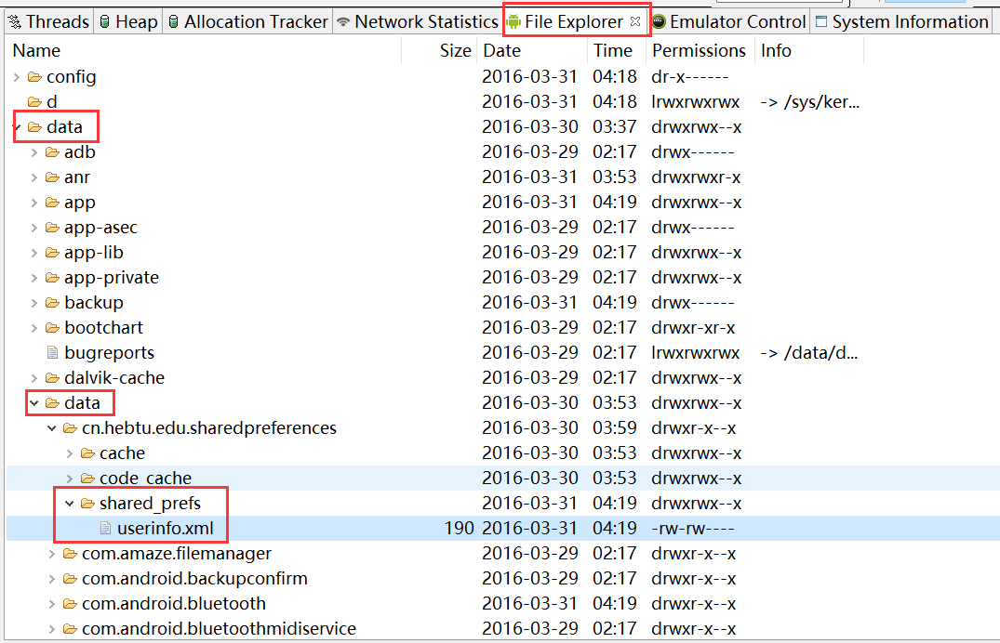 Threads Heap Allocation Tracker Network Statistics File Explorer Emulator Control System Information
Name Size Date Time Permissions Info
config 2016-03-31 04:18 dr-x------
d 2016-03-31 04:18 lrwxrwxrwx -> /sys/ker...
data 2016-03-30 03:37 drwxrwx--x
adb 2016-03-29 02:17 drwx------
anr 2016-03-31 03:53 drwxrwxr-x
app 2016-03-31 04:19 drwxrwx--x
app-asec 2016-03-29 02:17 drwx------
app-lib 2016-03-29 02:17 drwxrwx--x
app-private 2016-03-29 02:17 drwxrwx--x
backup 2016-03-31 04:19 drwx------
bootchart 2016-03-29 02:17 drwxr-xr-x
bugreports 2016-03-29 02:17 lrwxrwxrwx -> /data/d...
dalvik-cache 2016-03-29 02:17 drwxrwx--x
data 2016-03-30 03:53 drwxrwx--x
cn.hebtu.edu.sharedpreferences 2016-03-30 03:59 drwxr-x--x
cache 2016-03-30 03:53 drwxrwx--x
code_cache 2016-03-30 03:53 drwxrwx--x
shared_prefs 2016-03-31 04:19 drwxrwx--x
userinfo.xml 190 2016-03-31 04:19 -rw-rw----
com.amaze.filemanager 2016-03-29 02:17 drwxr-x--x
com.android.backupconfirm 2016-03-29 02:17 drwxr-x--x
com.android.bluetooth 2016-03-31 04:19 drwxr-x--x
com.android.bluetoothmidiservice 2016-03-29 02:17 drwxr-x--x